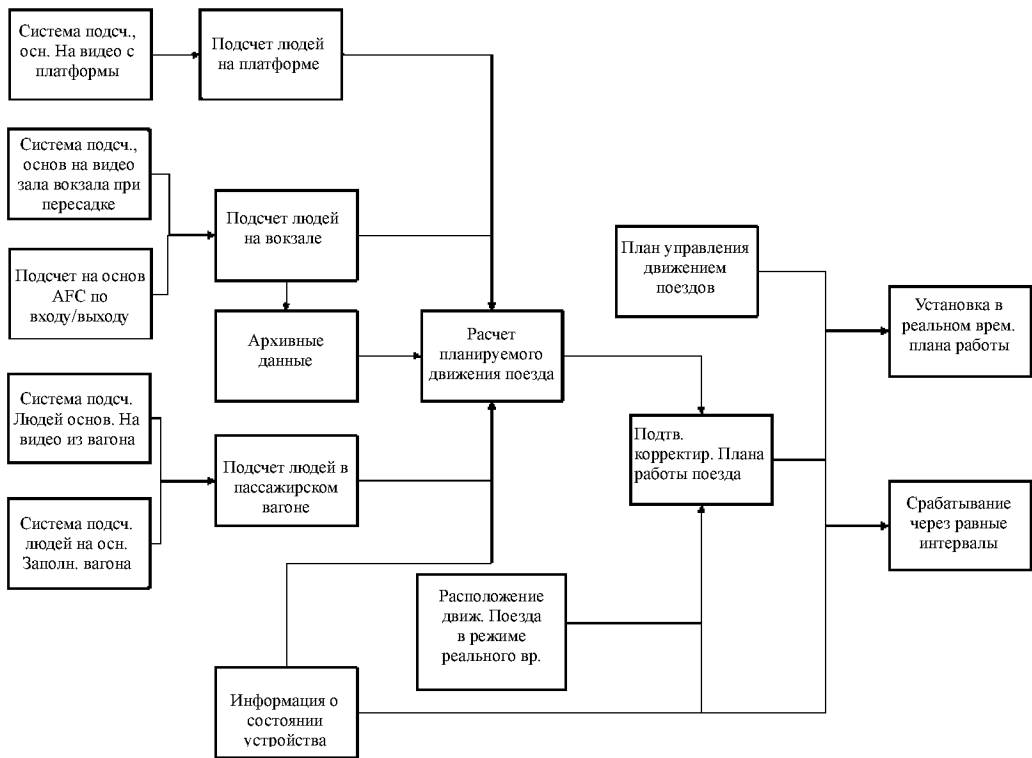 Система подсч.,
осн. На видео с
платформы
Подсчет людей
на платформе
Система подсч.,
основ на видео
зала вокзала при
пересадке
Подсчет людей
на вокзале
Подсчет на основ
AFC по
входу/выходу
Архивные
данные
Расчет
планируемого
движения поезда
План управления
движением
поездов
Установка в
реальном врем.
плана работы
Система подсч.
Людей основ. На
видео из вагона
Подсчет людей в
пассажирском
вагоне
Подтв.
корректир. Плана
работы поезда
Система подсч.
людей на осн.
Заполн. вагона
Срабатывание
через равные
интервалы
Расположение
движ. Поезда
в режиме
реального вр.
Информация о
состоянии
устройства